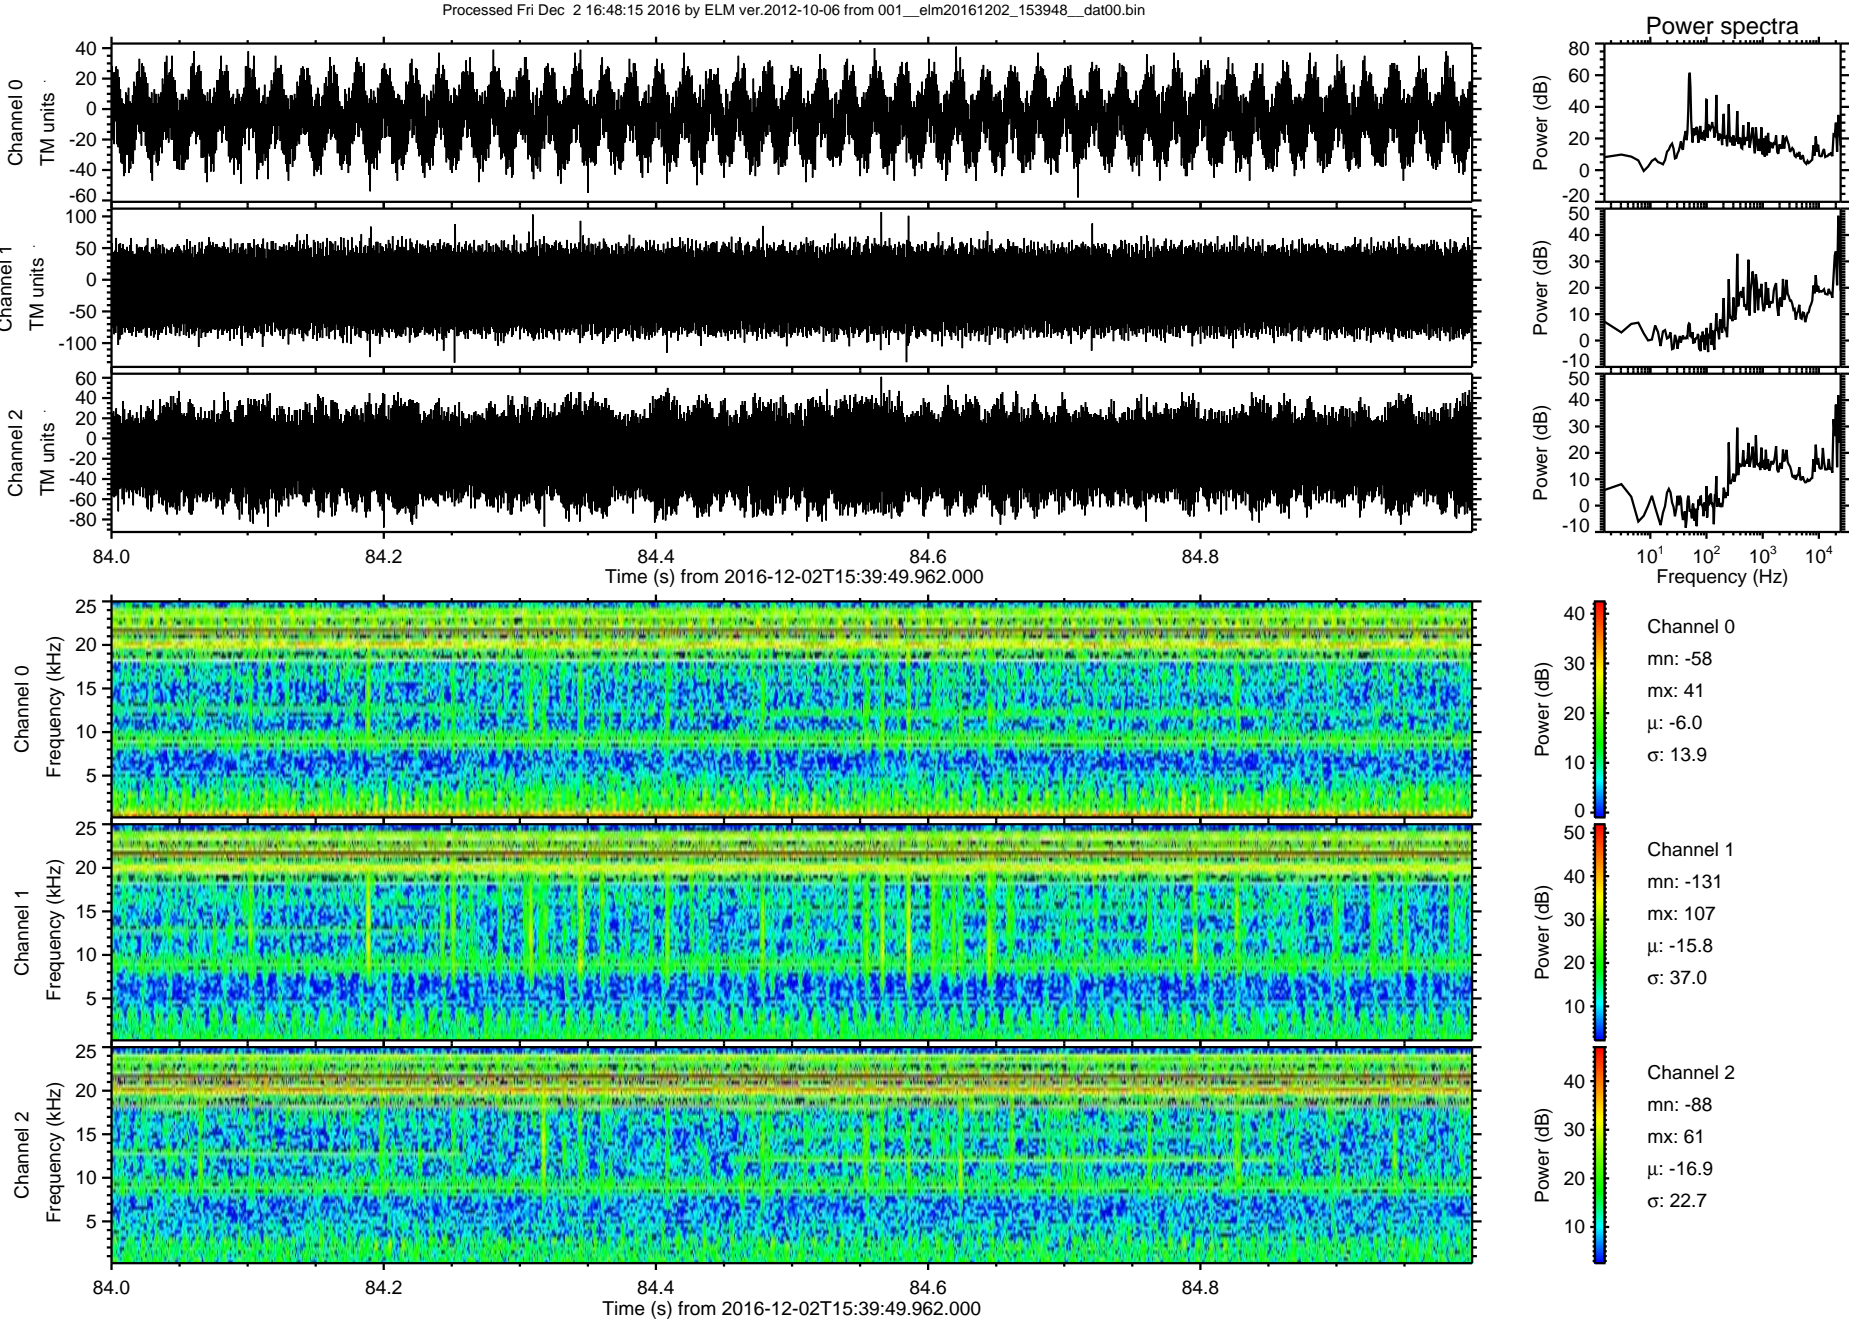 Processed Fri Dec  2 16:48:15 2016 by ELM ver.2012-10-06 from 001__elm20161202_153948__dat00.bin
Power spectra
Channel 0
TM units
40
20
0
-20
-40
-60
Power (dB)
80
60
40
20
0
-20
Channel 1
TM units
100
50
0
-50
-100
Power (dB)
50
40
30
20
10
0
-10
Channel 2
TM units
60
40
20
0
-20
-40
-60
-80
Power (dB)
50
40
30
20
10
0
-10
84.0 84.2 84.4 84.6 84.8
Time (s) from 2016-12-02T15:39:49.962.000
10¹ 10² 10³ 10⁴
Frequency (Hz)
Channel 0
Frequency (kHz)
25
20
15
10
5
Power (dB)
40
30
20
10
0
Channel 0
mn: -58
mx: 41
μ: -6.0
σ: 13.9
Channel 1
Frequency (kHz)
25
20
15
10
5
Power (dB)
50
40
30
20
10
Channel 1
mn: -131
mx: 107
μ: -15.8
σ: 37.0
Channel 2
Frequency (kHz)
25
20
15
10
5
Power (dB)
40
30
20
10
Channel 2
mn: -88
mx: 61
μ: -16.9
σ: 22.7
84.0 84.2 84.4 84.6 84.8
Time (s) from 2016-12-02T15:39:49.962.000